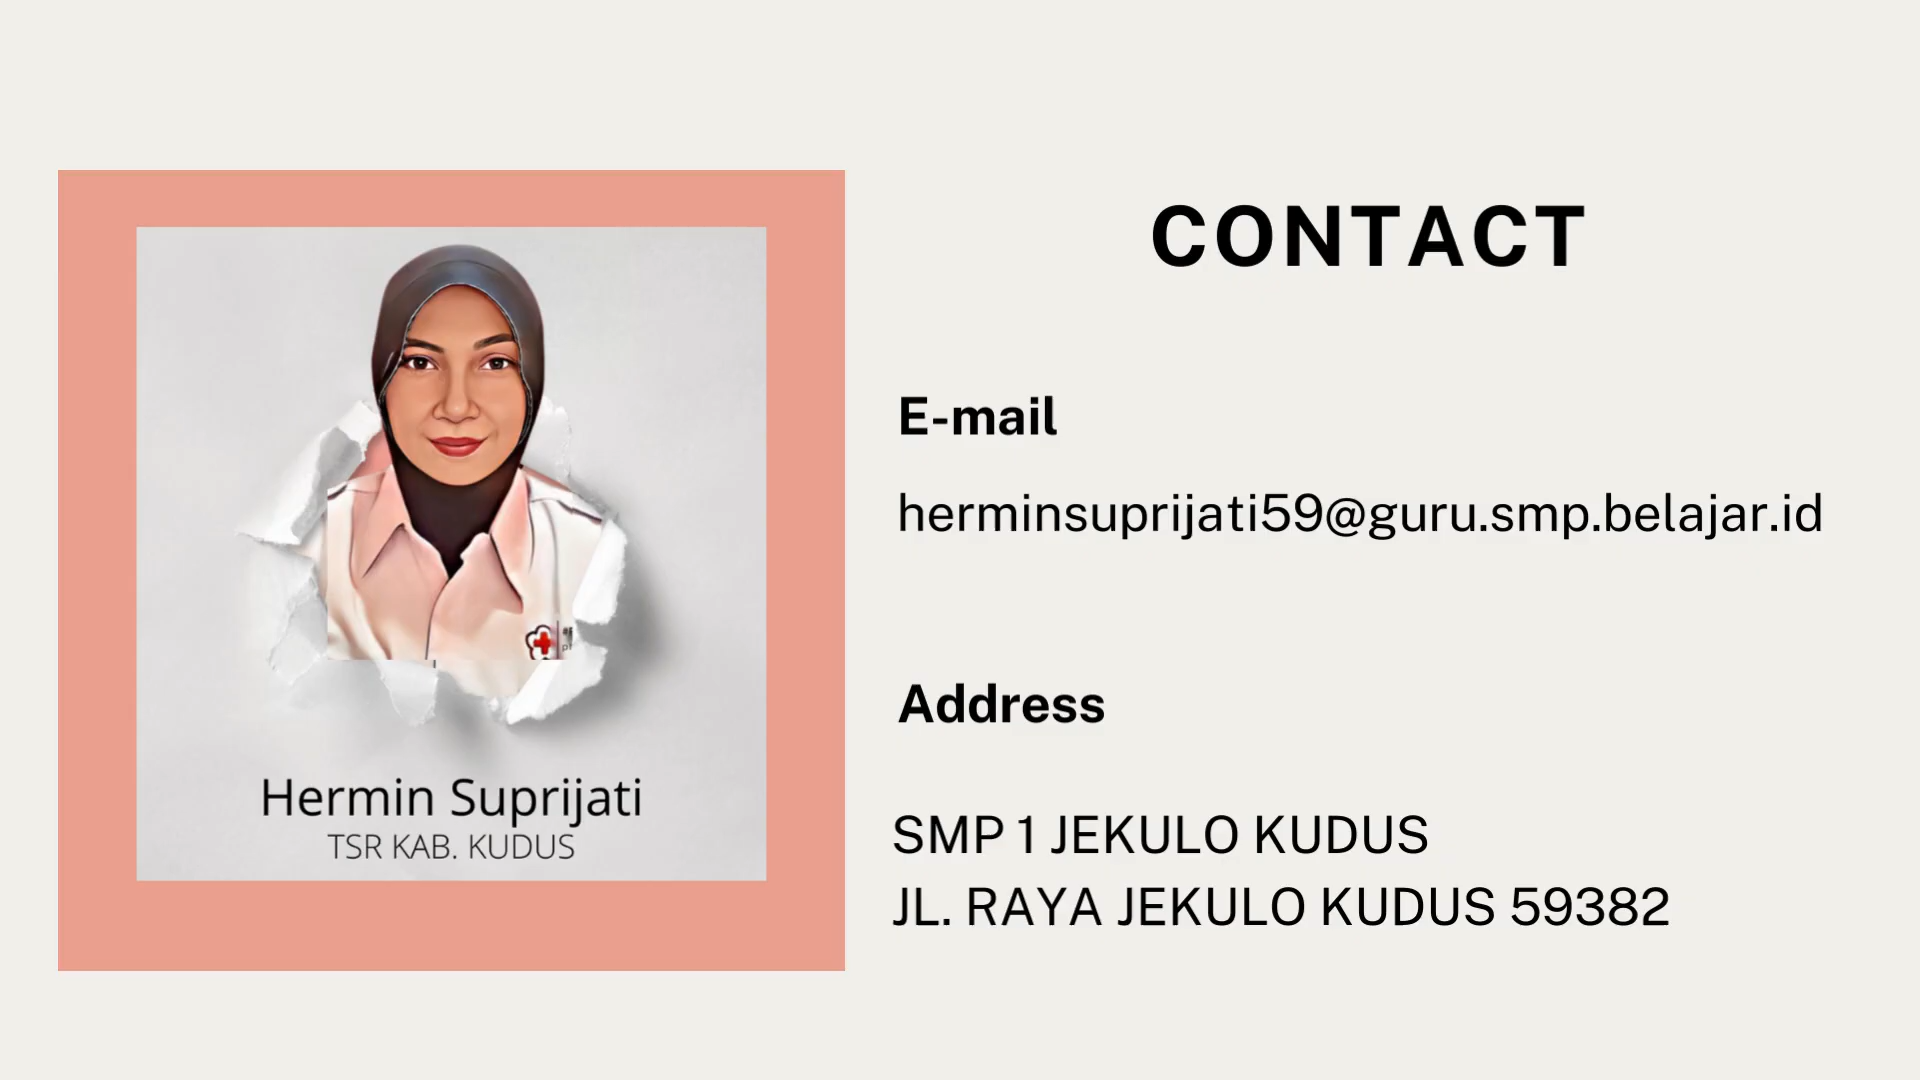 Hermin Suprijati
TSR KAB. KUDUS
CONTACT
E-mail
herminsuprijati59@guru.smp.belajar.id
Address
SMP 1 JEKULO KUDUS
JL. RAYA JEKULO KUDUS 59382